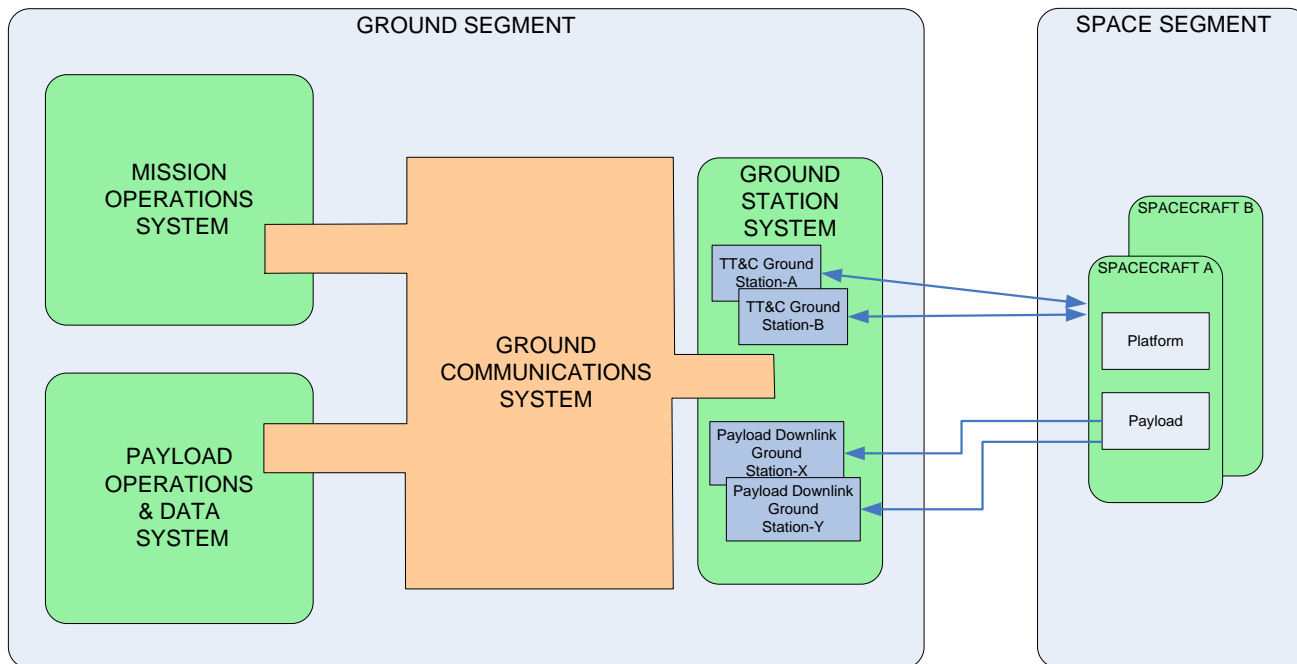 GROUND SEGMENT
MISSION
OPERATIONS
SYSTEM
PAYLOAD
OPERATIONS
& DATA
SYSTEM
GROUND
COMMUNICATIONS
SYSTEM
GROUND
STATION
SYSTEM
TT&C Ground
Station-A
TT&C Ground
Station-B
Payload Downlink
Ground
Station-X
Payload Downlink
Ground
Station-Y
SPACE SEGMENT
SPACECRAFT B
SPACECRAFT A
Platform
Payload